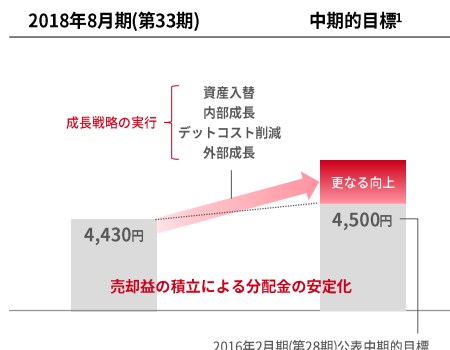 2018年8月期(第33期)
中期的目標1
資産入替
内部成長
デットコスト削減
外部成長
成長戦略の実行
更なる向上
4,500円
4,430円
売却益の積立による分配金の安定化
2016年2月期(第28期)公表中期的目標